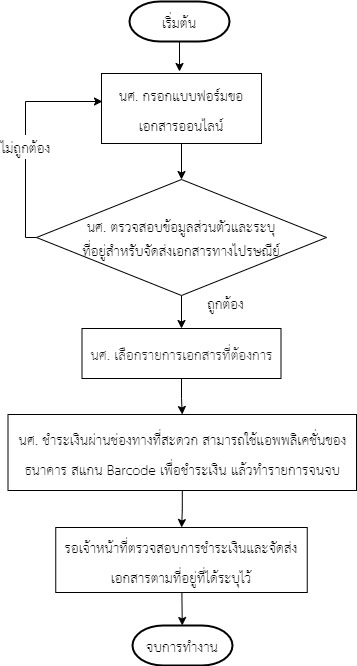 เริ่มต้น
นศ. กรอกแบบฟอร์มขอ
เอกสารออนไลน์
ไม่ถูกต้อง
นศ. ตรวจสอบข้อมูลส่วนตัวและระบุ
ที่อยู่สำหรับจัดส่งเอกสารทางไปรษณีย์
ถูกต้อง
นศ. เลือกรายการเอกสารที่ต้องการ
นศ. ชำระเงินผ่านช่องทางที่สะดวก สามารถใช้แอพพลิเคชั่นของ
ธนาคาร สแกน Barcode เพื่อชำระเงิน แล้วทำรายการจนจบ
รอเจ้าหน้าที่ตรวจสอบการชำระเงินและจัดส่ง
เอกสารตามที่อยู่ที่ได้ระบุไว้
จบการทำงาน